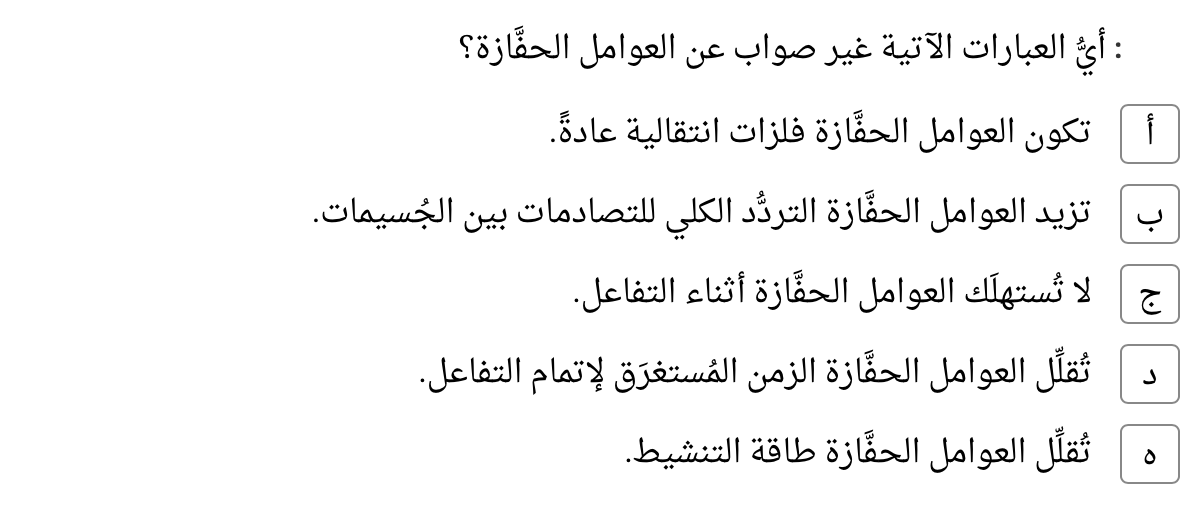 : أيُّ العبارات الآتية غير صواب عن العوامل الحفَّازة؟
أ تكون العوامل الحفَّازة فلزات انتقالية عادةً.
ب تزيد العوامل الحفَّازة التردُّد الكلي للتصادمات بين الجُسيمات.
ج لا تُستهلَك العوامل الحفَّازة أثناء التفاعل.
د تُقلِّل العوامل الحفَّازة الزمن المُستغرَق لإتمام التفاعل.
ه تُقلِّل العوامل الحفَّازة طاقة التنشيط.